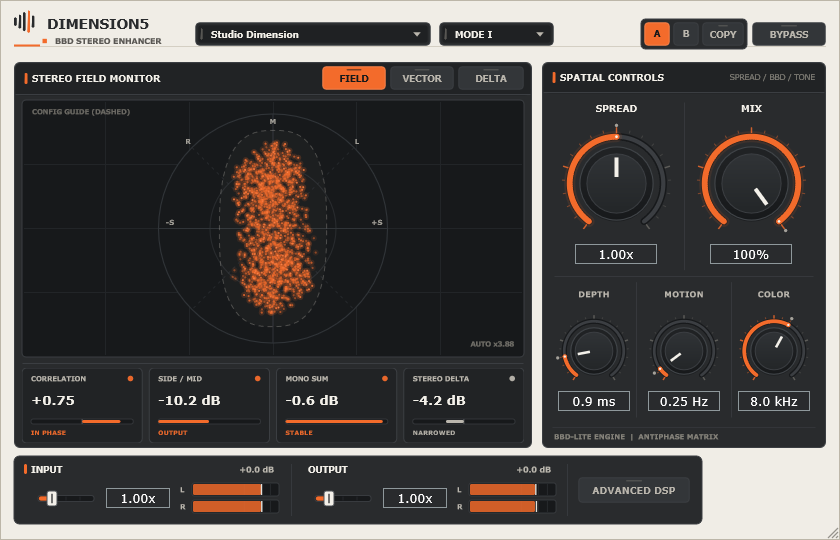 DIMENSION5
BBD STEREO ENHANCER
Studio Dimension
MODE I
A B COPY
BYPASS
STEREO FIELD MONITOR
FIELD VECTOR DELTA
CONFIG GUIDE (DASHED)
M
R L
-S +S
AUTO x3.88
CORRELATION
+0.75
IN PHASE
SIDE / MID
-10.2 dB
OUTPUT
MONO SUM
-0.6 dB
STABLE
STEREO DELTA
-4.2 dB
NARROWED
SPATIAL CONTROLS
SPREAD / BBD / TONE
SPREAD MIX
1.00x 100%
DEPTH MOTION COLOR
0.9 ms 0.25 Hz 8.0 kHz
BBD-LITE ENGINE | ANTIPHASE MATRIX
INPUT +0.0 dB
1.00x
L
R
OUTPUT +0.0 dB
1.00x
L
R
ADVANCED DSP